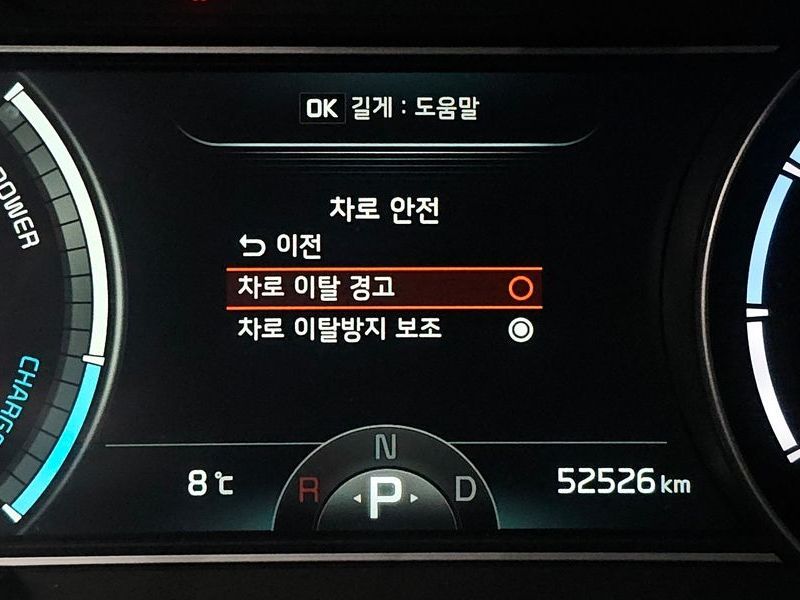 OK 길게 : 도움말
차로 안전
이전
차로 이탈 경고
차로 이탈방지 보조
POWER
CHARGE
N
R P D
8℃
52526 km